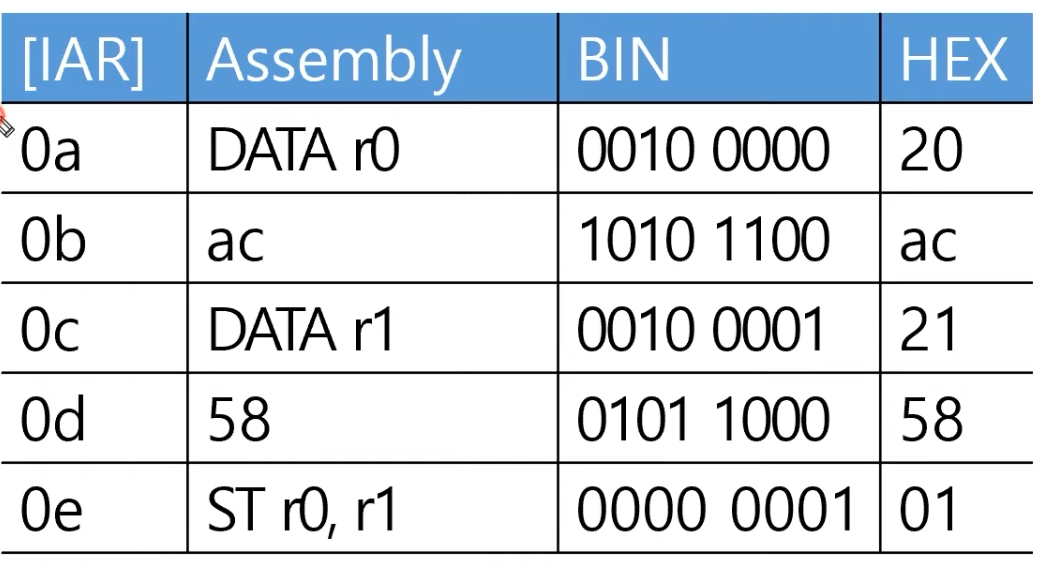 [IAR] Assembly BIN HEX
0a DATA r0 0010 0000 20
0b ac 1010 1100 ac
0c DATA r1 0010 0001 21
0d 58 0101 1000 58
0e ST r0, r1 0000 0001 01